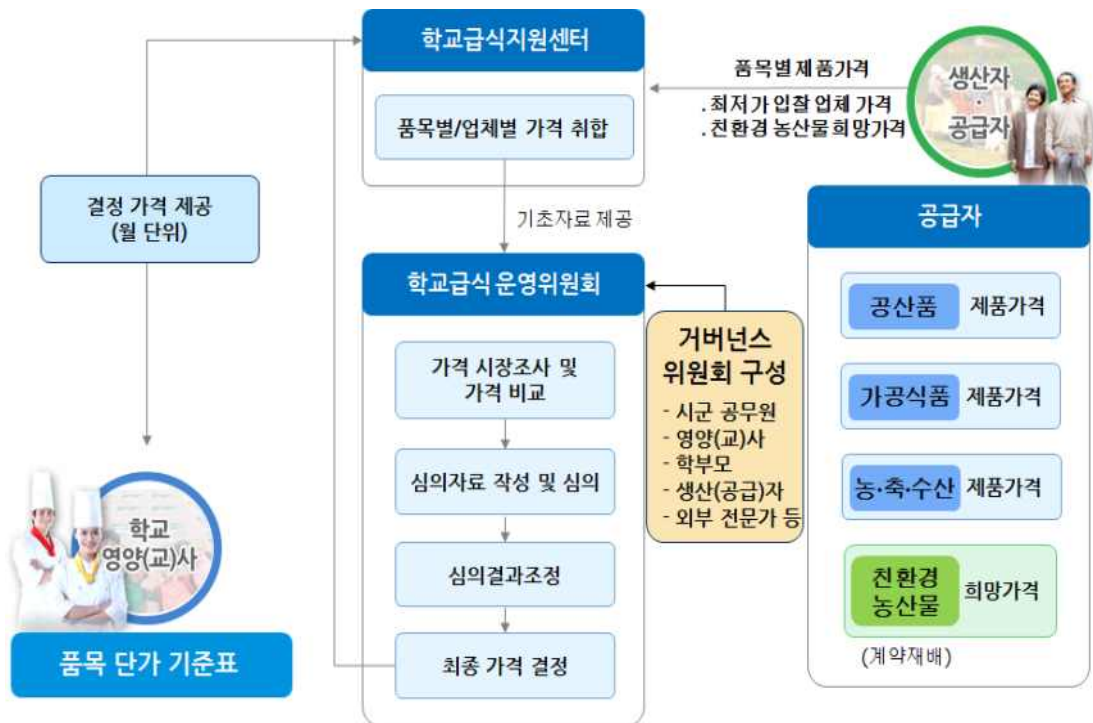 학교급식지원센터
품목별/업체별 가격 취합
품목별 제품가격
. 최저가 입찰 업체 가격
. 친환경 농산물 희망가격
생산자
·
공급자
결정 가격 제공
(월 단위)
기초자료 제공
학교급식 운영위원회
가격 시장조사 및
가격 비교
심의자료 작성 및 심의
심의결과조정
최종 가격 결정
거버넌스
위원회 구성
- 시군 공무원
- 영양(교)사
- 학부모
- 생산(공급)자
- 외부 전문가 등
공급자
공산품 제품가격
가공식품 제품가격
농·축·수산 제품가격
친환경
농산물
희망가격
(계약재배)
학교
영양(교)사
품목 단가 기준표